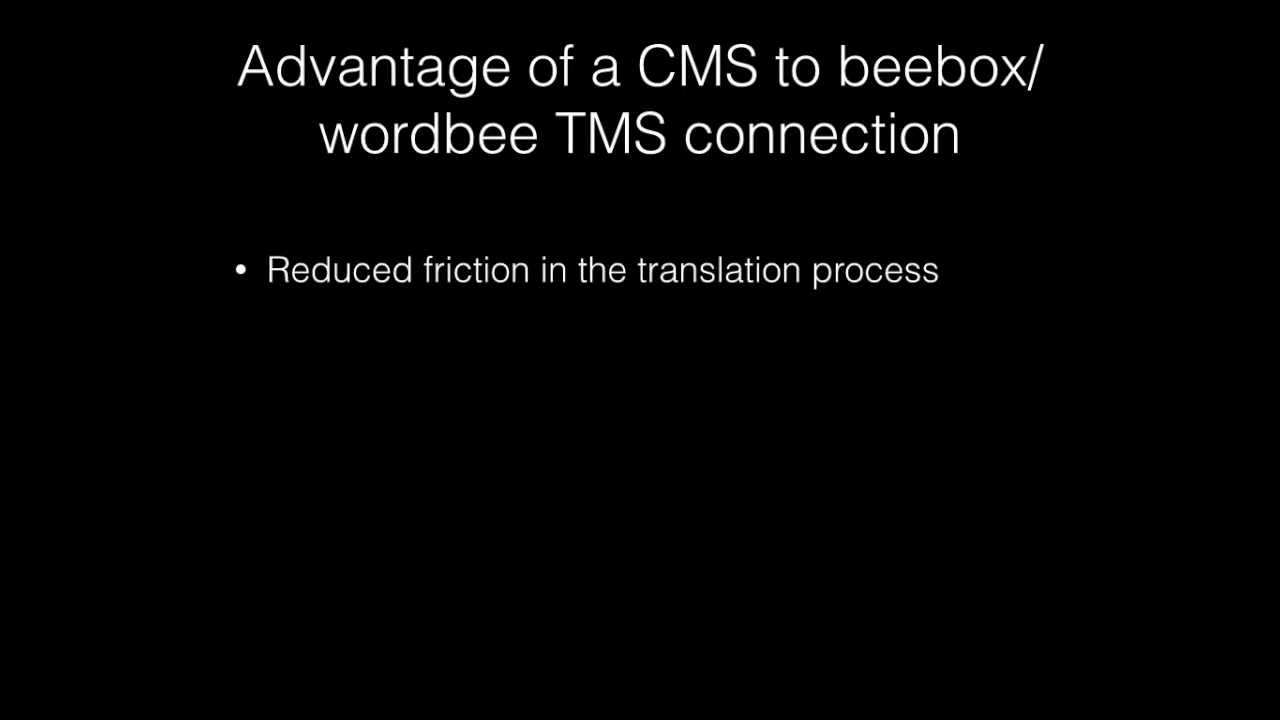 Advantage of a CMS to beebox/
wordbee TMS connection
• Reduced friction in the translation process